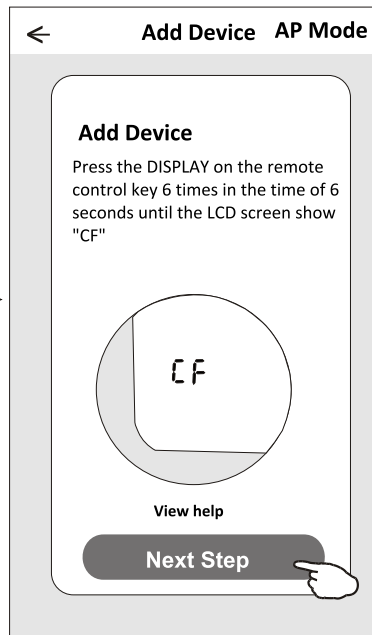 Add Device AP Mode
Add Device
Press the DISPLAY on the remote
control key 6 times in the time of 6
seconds until the LCD screen show
"CF"
CF
View help
Next Step